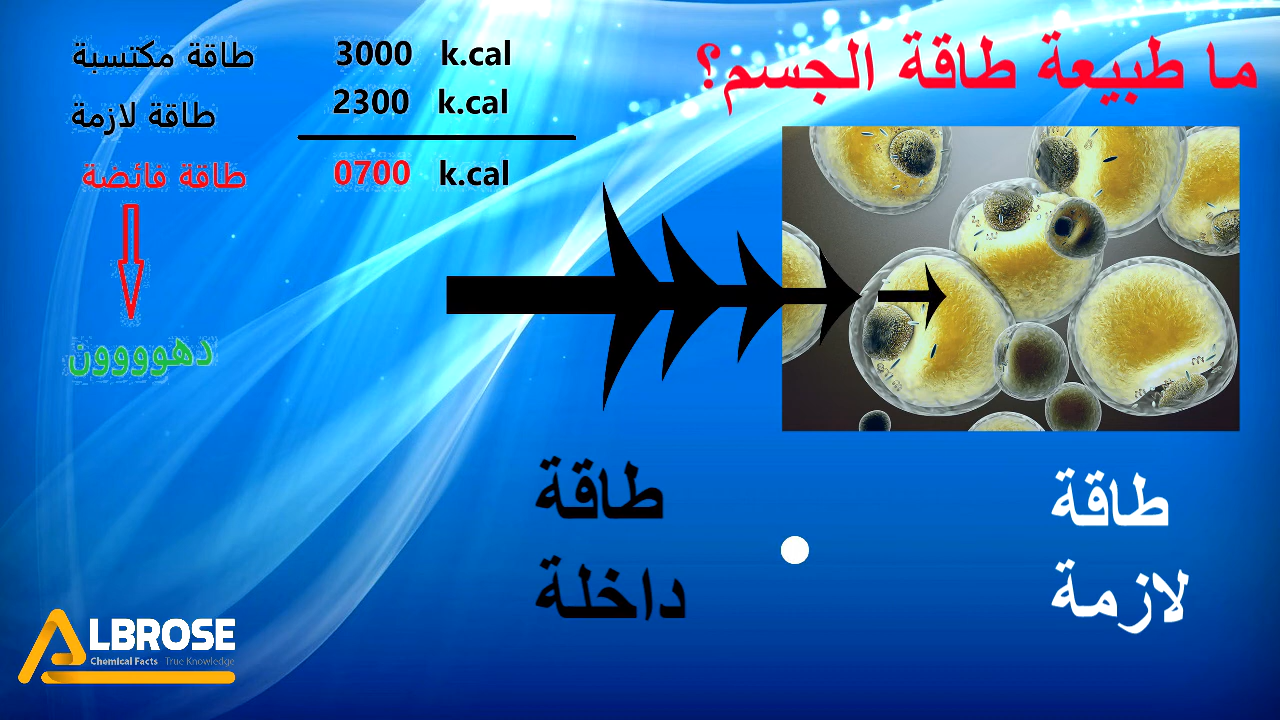 ما طبيعة طاقة الجسم؟
طاقة مكتسبة 3000 k.cal
طاقة لازمة 2300 k.cal
طاقة فائضة 0700 k.cal
دهوووون
طاقة لازمة
طاقة داخلة
ALBROSE
Chemical Facts True Knowledge